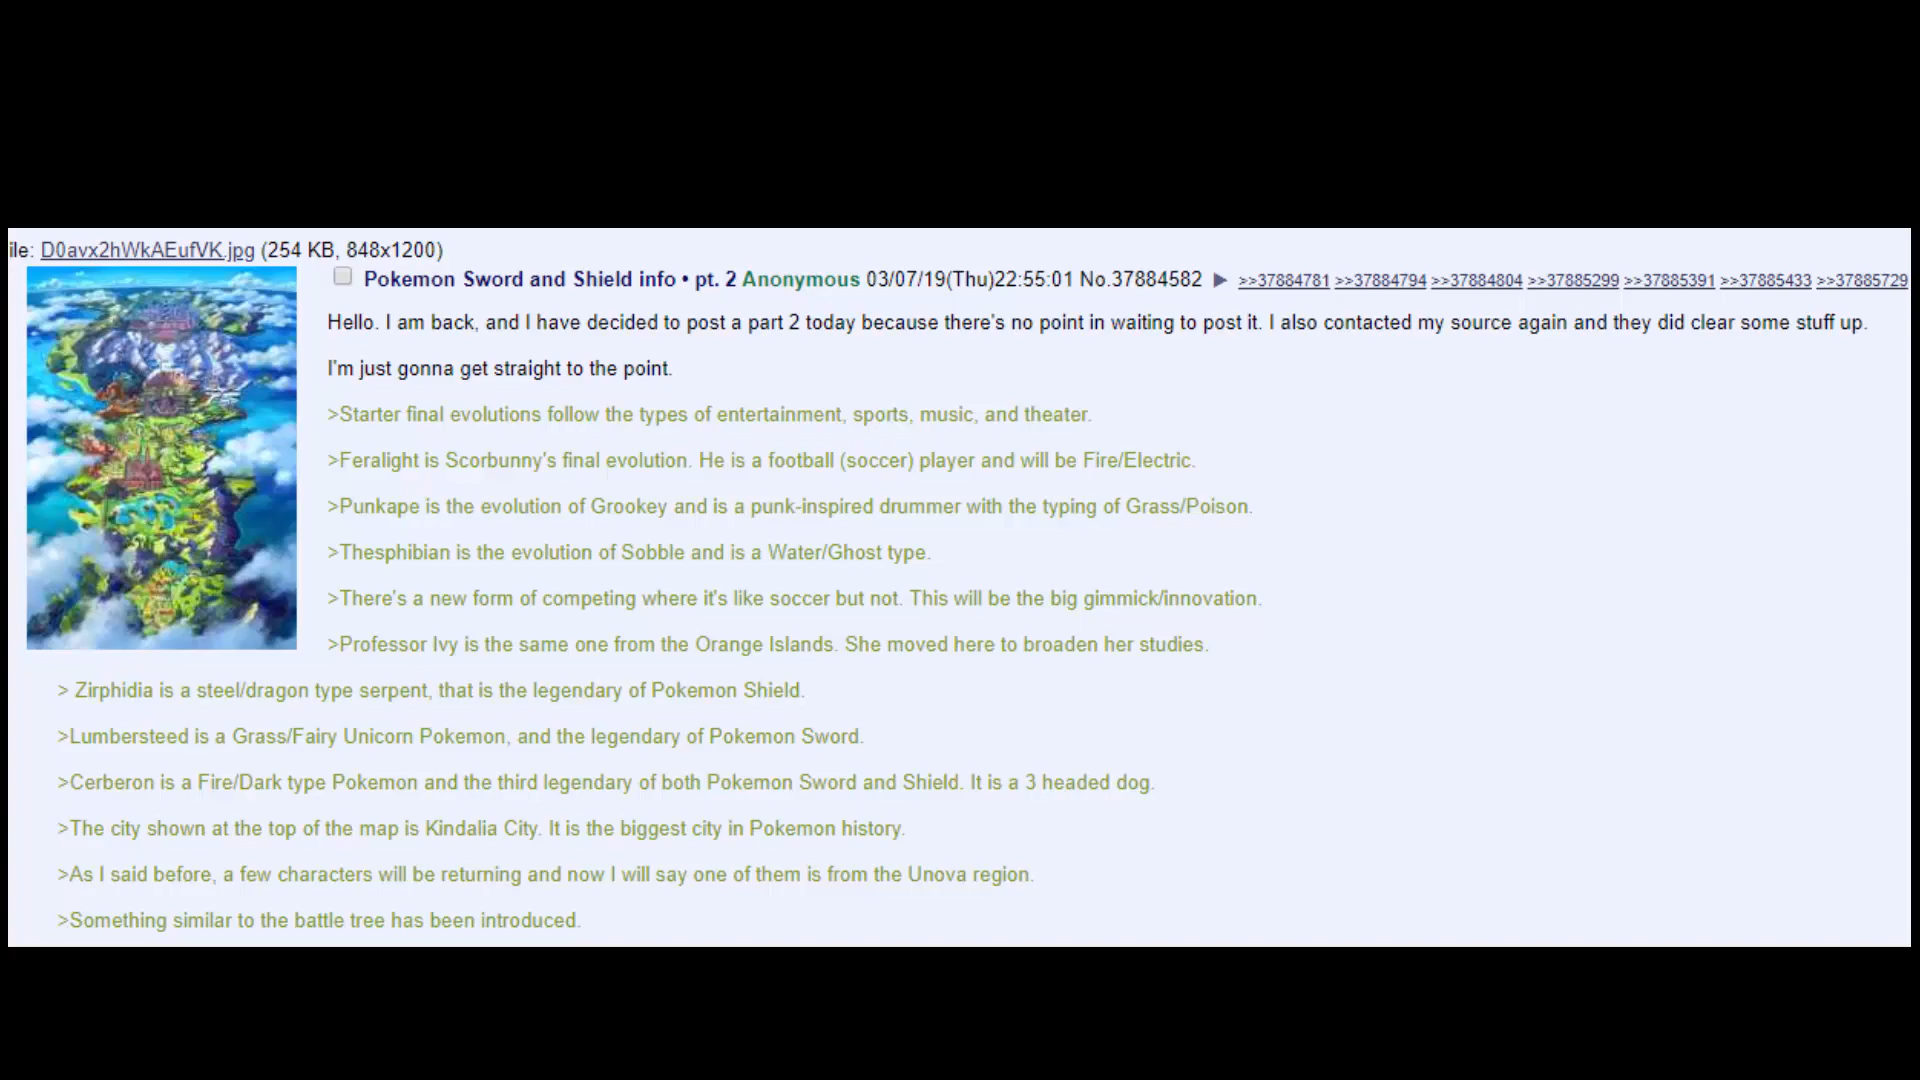 ile: D0avx2hWkAEufVK.jpg (254 KB, 848x1200)
Pokemon Sword and Shield info • pt. 2 Anonymous 03/07/19(Thu)22:55:01 No.37884582 ▶ >>37884781 >>37884794 >>37884804 >>37885299 >>37885391 >>37885433 >>37885729
Hello. I am back, and I have decided to post a part 2 today because there's no point in waiting to post it. I also contacted my source again and they did clear some stuff up.
I'm just gonna get straight to the point.
>Starter final evolutions follow the types of entertainment, sports, music, and theater.
>Feralight is Scorbunny's final evolution. He is a football (soccer) player and will be Fire/Electric.
>Punkape is the evolution of Grookey and is a punk-inspired drummer with the typing of Grass/Poison.
>Thesphibian is the evolution of Sobble and is a Water/Ghost type.
>There's a new form of competing where it's like soccer but not. This will be the big gimmick/innovation.
>Professor Ivy is the same one from the Orange Islands. She moved here to broaden her studies.
> Zirphidia is a steel/dragon type serpent, that is the legendary of Pokemon Shield.
>Lumbersteed is a Grass/Fairy Unicorn Pokemon, and the legendary of Pokemon Sword.
>Cerberon is a Fire/Dark type Pokemon and the third legendary of both Pokemon Sword and Shield. It is a 3 headed dog.
>The city shown at the top of the map is Kindalia City. It is the biggest city in Pokemon history.
>As I said before, a few characters will be returning and now I will say one of them is from the Unova region.
>Something similar to the battle tree has been introduced.